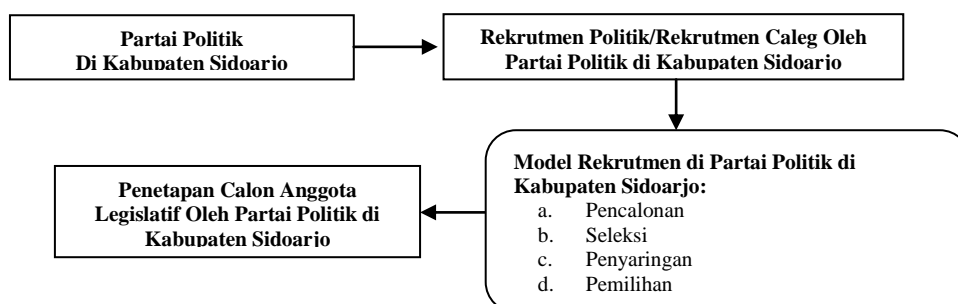 Partai Politik
Di Kabupaten Sidoarjo
Rekrutmen Politik/Rekrutmen Caleg Oleh
Partai Politik di Kabupaten Sidoarjo
Model Rekrutmen di Partai Politik di
Kabupaten Sidoarjo:
a. Pencalonan
b. Seleksi
c. Penyaringan
d. Pemilihan
Penetapan Calon Anggota
Legislatif Oleh Partai Politik di
Kabupaten Sidoarjo